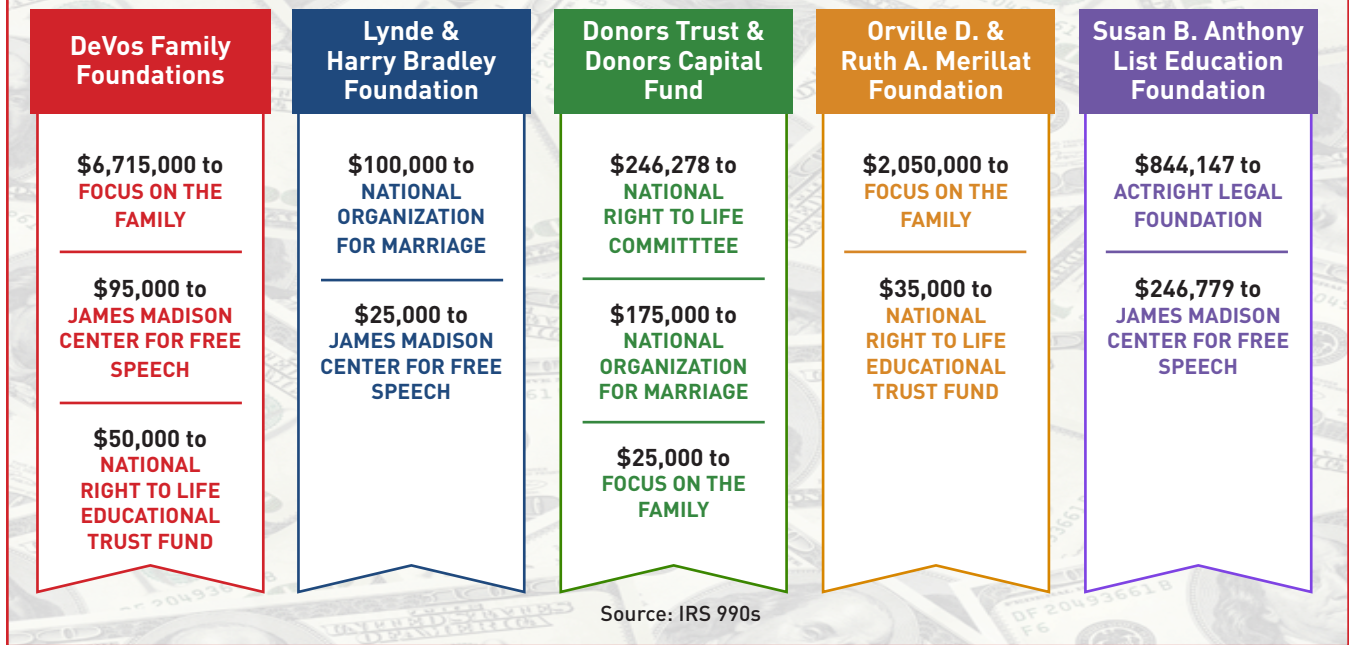 DeVos Family
Foundations
$6,715,000 to
FOCUS ON THE
FAMILY
$95,000 to
JAMES MADISON
CENTER FOR FREE
SPEECH
$50,000 to
NATIONAL
RIGHT TO LIFE
EDUCATIONAL
TRUST FUND
Lynde &
Harry Bradley
Foundation
$100,000 to
NATIONAL
ORGANIZATION
FOR MARRIAGE
$25,000 to
JAMES MADISON
CENTER FOR FREE
SPEECH
Donors Trust &
Donors Capital
Fund
$246,278 to
NATIONAL
RIGHT TO LIFE
COMMITTTEE
$175,000 to
NATIONAL
ORGANIZATION
FOR MARRIAGE
$25,000 to
FOCUS ON THE
FAMILY
Orville D. &
Ruth A. Merillat
Foundation
$2,050,000 to
FOCUS ON THE
FAMILY
$35,000 to
NATIONAL
RIGHT TO LIFE
EDUCATIONAL
TRUST FUND
Susan B. Anthony
List Education
Foundation
$844,147 to
ACTRIGHT LEGAL
FOUNDATION
$246,779 to
JAMES MADISON
CENTER FOR FREE
SPEECH
Source: IRS 990s